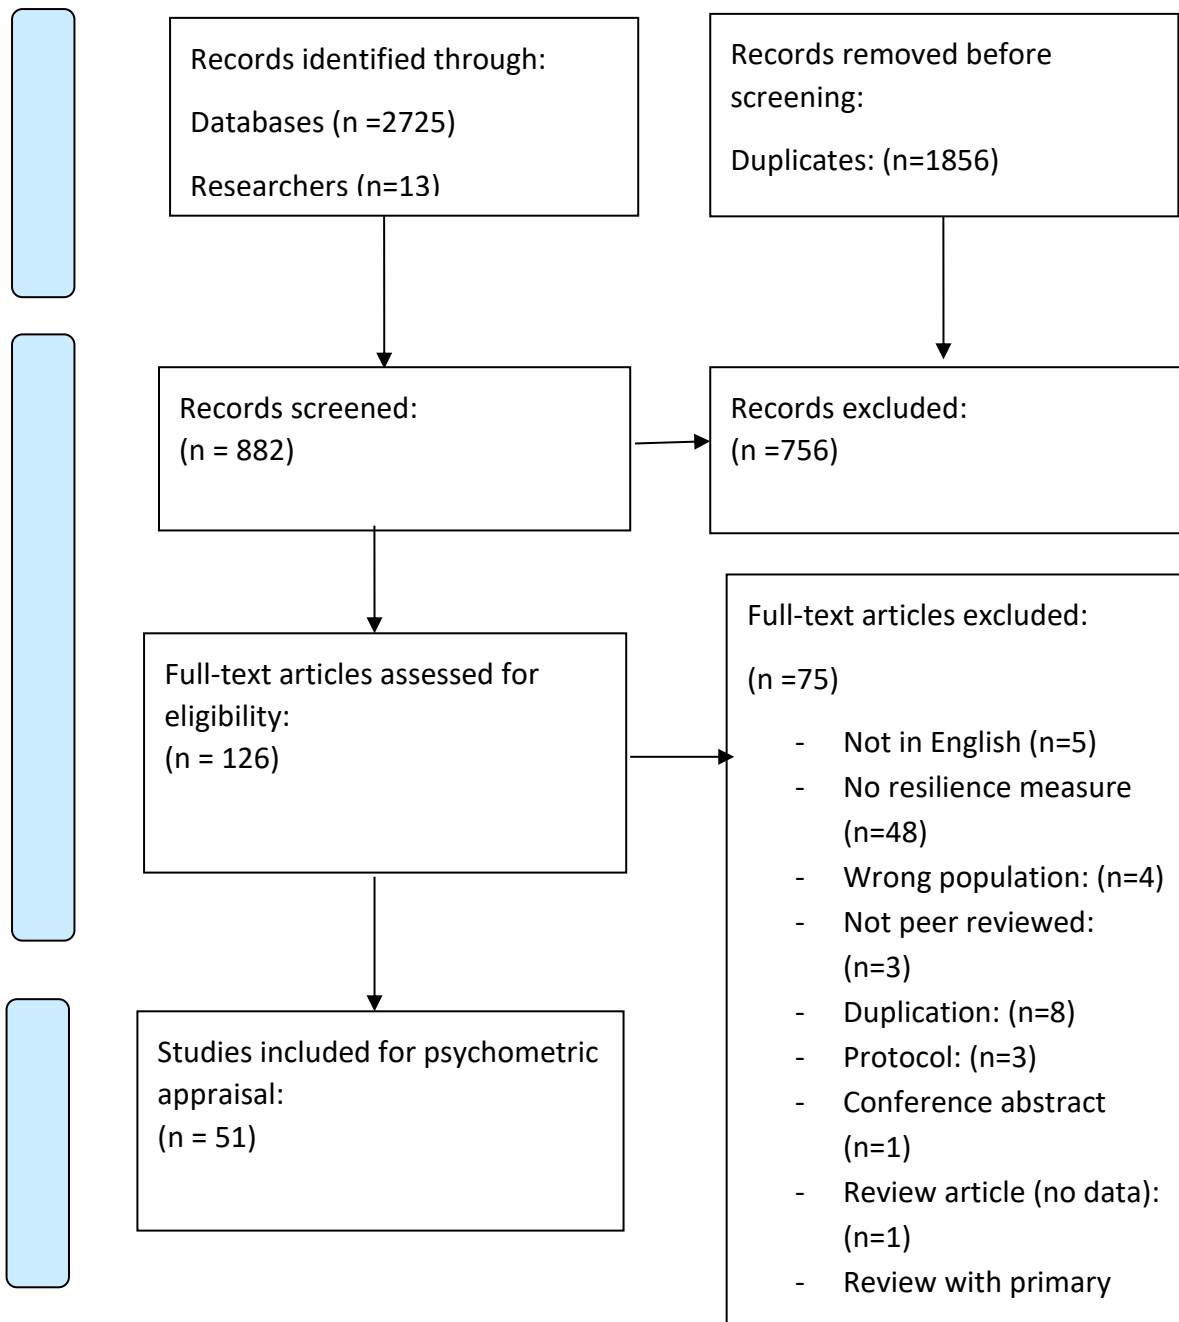 Records identified through:
Databases (n =2725)
Researchers (n=13)
Records removed before
screening:
Duplicates: (n=1856)
Records screened:
(n = 882)
Records excluded:
(n =756)
Full-text articles assessed for
eligibility:
(n = 126)
Full-text articles excluded:
(n =75)
- Not in English (n=5)
- No resilience measure
(n=48)
- Wrong population: (n=4)
- Not peer reviewed:
(n=3)
- Duplication: (n=8)
- Protocol: (n=3)
- Conference abstract
(n=1)
- Review article (no data):
(n=1)
- Review with primary
Studies included for psychometric
appraisal:
(n = 51)